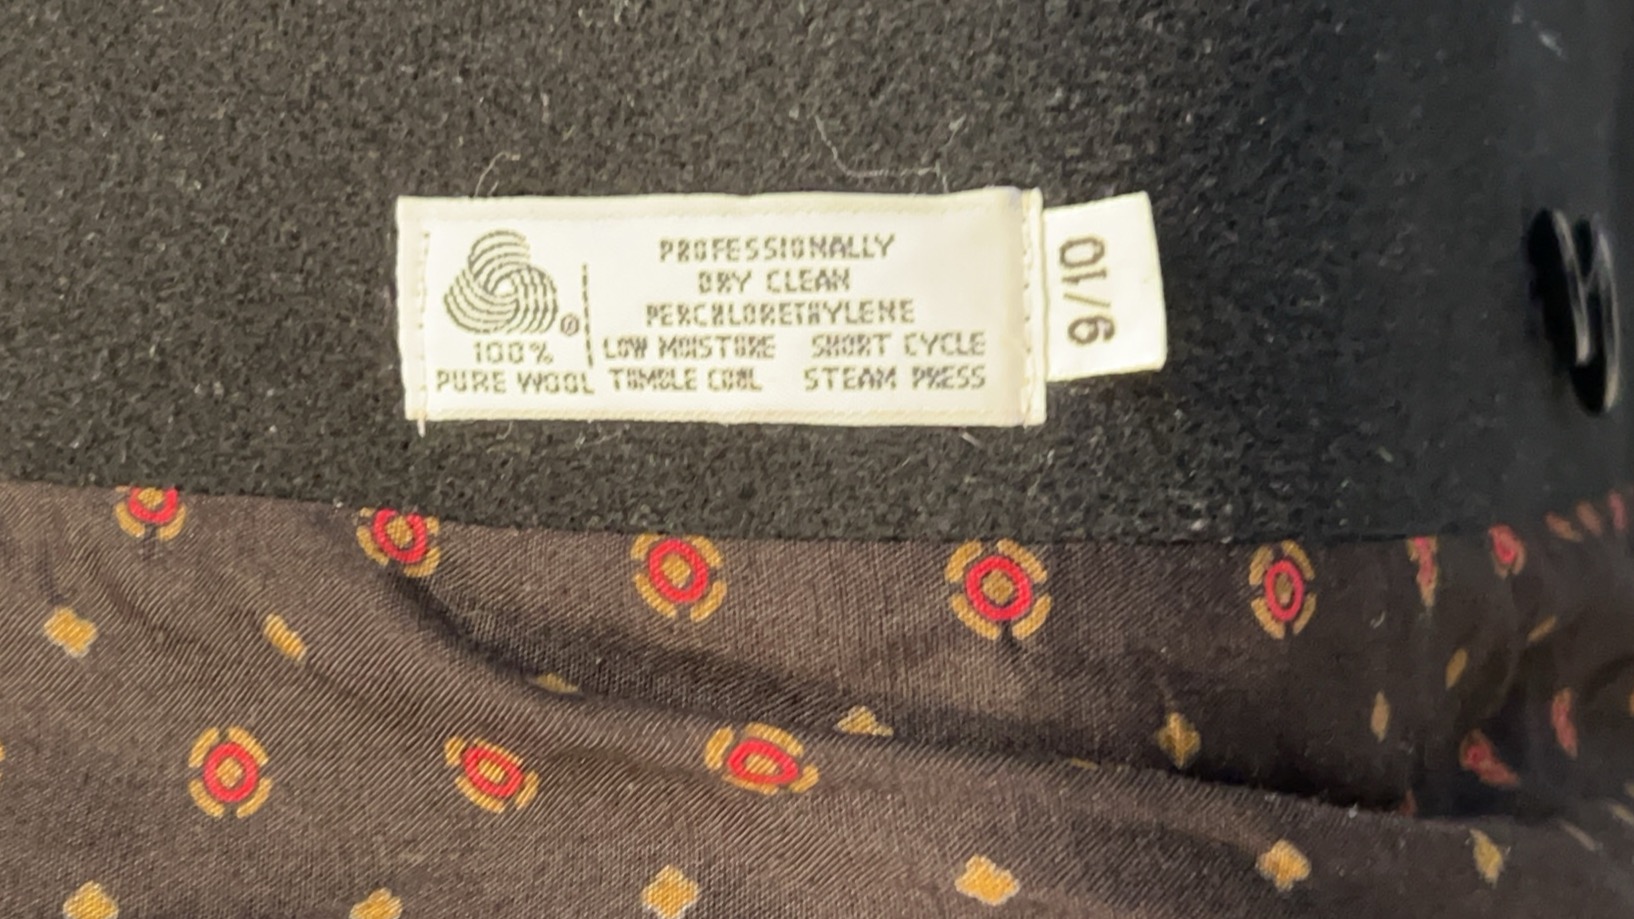 PROFESSIONALLY
DRY CLEAN
PERCHLORETHYLENE
LOW MOISTURE SHORT CYCLE
TUMBLE COOL STEAM PRESS
®
100%
PURE WOOL
9/10